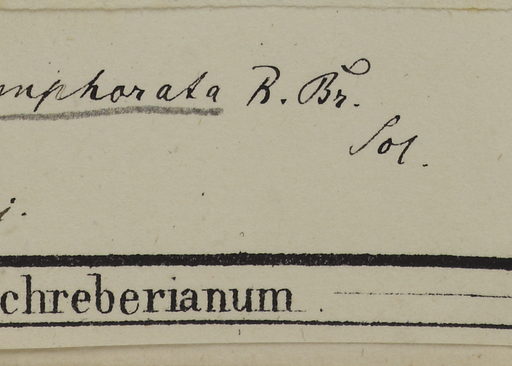 mphorata R. Br.
Sol.
i.
chreberianum